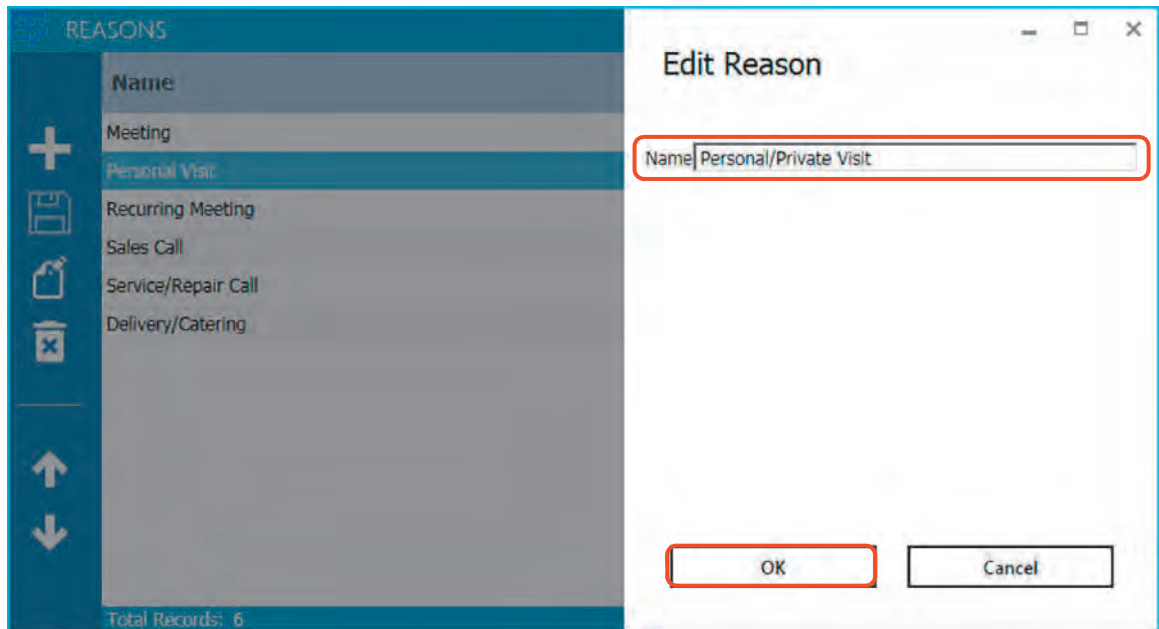 REASONS
Name
Meeting
Personal Visit
Recurring Meeting
Sales Call
Service/Repair Call
Delivery/Catering
Total Records: 6
Edit Reason
Name Personal/Private Visit
OK Cancel